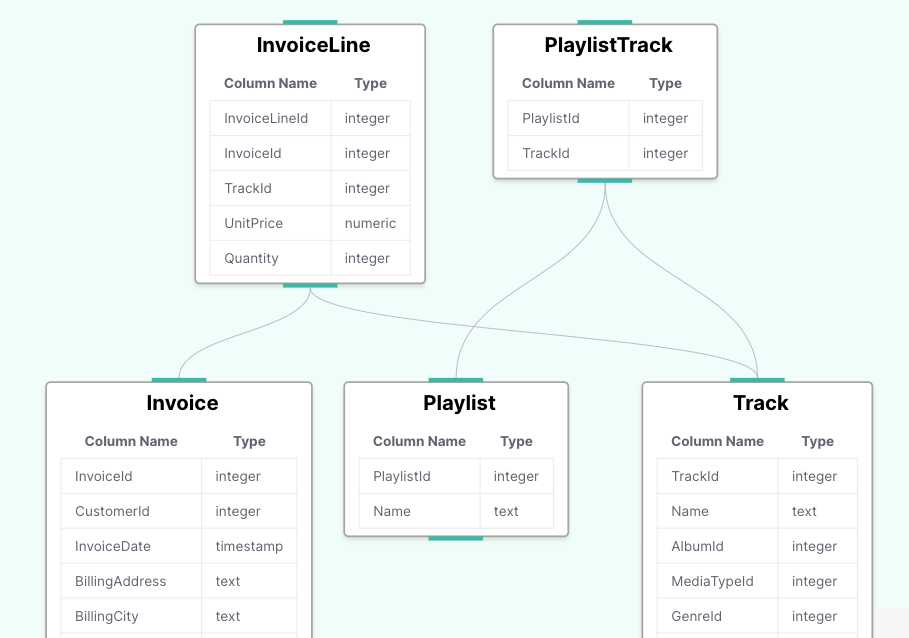 InvoiceLine
Column Name Type
InvoiceLineId integer
InvoiceId integer
TrackId integer
UnitPrice numeric
Quantity integer
PlaylistTrack
Column Name Type
PlaylistId integer
TrackId integer
Invoice
Column Name Type
InvoiceId integer
CustomerId integer
InvoiceDate timestamp
BillingAddress text
BillingCity text
Playlist
Column Name Type
PlaylistId integer
Name text
Track
Column Name Type
TrackId integer
Name text
AlbumId integer
MediaTypeId integer
GenreId integer